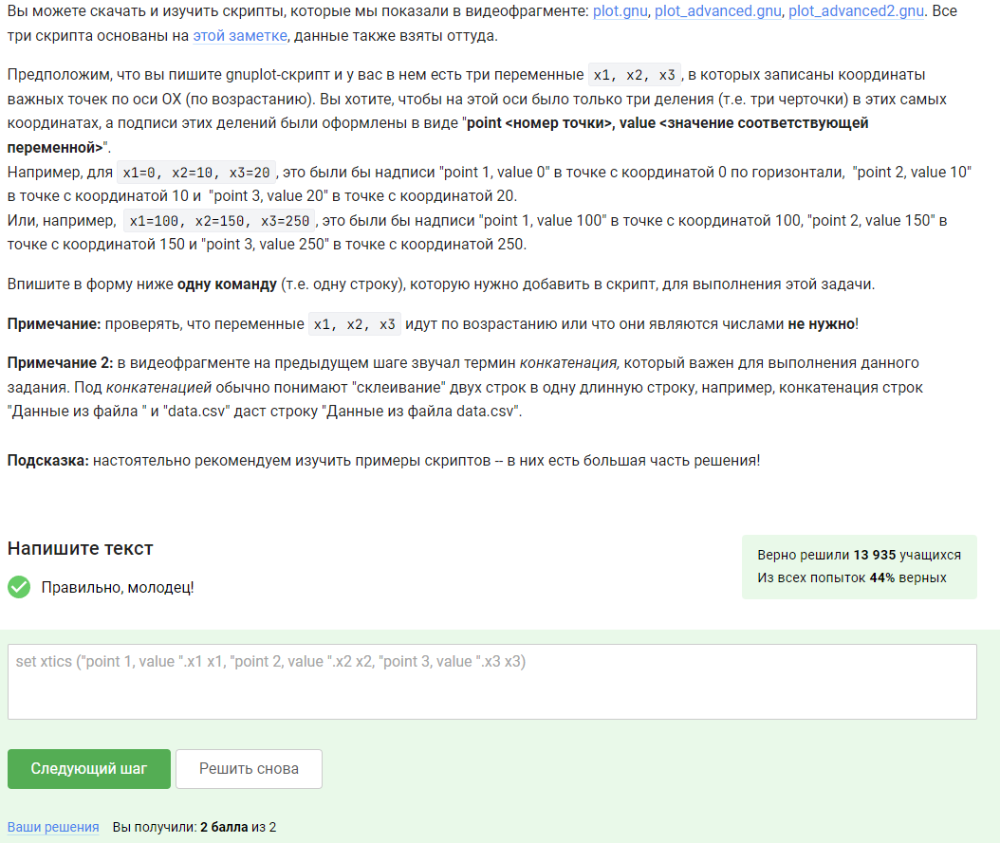 Вы можете скачать и изучить скрипты, которые мы показали в видеофрагменте: plot.gnu, plot_advanced.gnu, plot_advanced2.gnu. Все
три скрипта основаны на этой заметке, данные также взяты оттуда.
Предположим, что вы пишите gnuplot-скрипт и у вас в нем есть три переменные x1, x2, x3, в которых записаны координаты
важных точек по оси OX (по возрастанию). Вы хотите, чтобы на этой оси было только три деления (т.е. три черточки) в этих самых
координатах, а подписи этих делений были оформлены в виде "point <номер точки>, value <значение соответствующей
переменной>".
Например, для x1=0, x2=10, x3=20, это были бы надписи "point 1, value 0" в точке с координатой 0 по горизонтали, "point 2, value 10"
в точке с координатой 10 и "point 3, value 20" в точке с координатой 20.
Или, например, x1=100, x2=150, x3=250, это были бы надписи "point 1, value 100" в точке с координатой 100, "point 2, value 150" в
точке с координатой 150 и "point 3, value 250" в точке с координатой 250.
Впишите в форму ниже одну команду (т.е. одну строку), которую нужно добавить в скрипт, для выполнения этой задачи.
Примечание: проверять, что переменные x1, x2, x3 идут по возрастанию или что они являются числами не нужно!
Примечание 2: в видеофрагменте на предыдущем шаге звучал термин конкатенация, который важен для выполнения данного
задания. Под конкатенацией обычно понимают "склеивание" двух строк в одну длинную строку, например, конкатенация строк
"Данные из файла " и "data.csv" даст строку "Данные из файла data.csv".
Подсказка: настоятельно рекомендуем изучить примеры скриптов -- в них есть большая часть решения!
Напишите текст
Верно решили 13 935 учащихся
Из всех попыток 44% верных
Правильно, молодец!
set xtics ("point 1, value ".x1 x1, "point 2, value ".x2 x2, "point 3, value ".x3 x3)
Следующий шаг Решить снова
Ваши решения Вы получили: 2 балла из 2